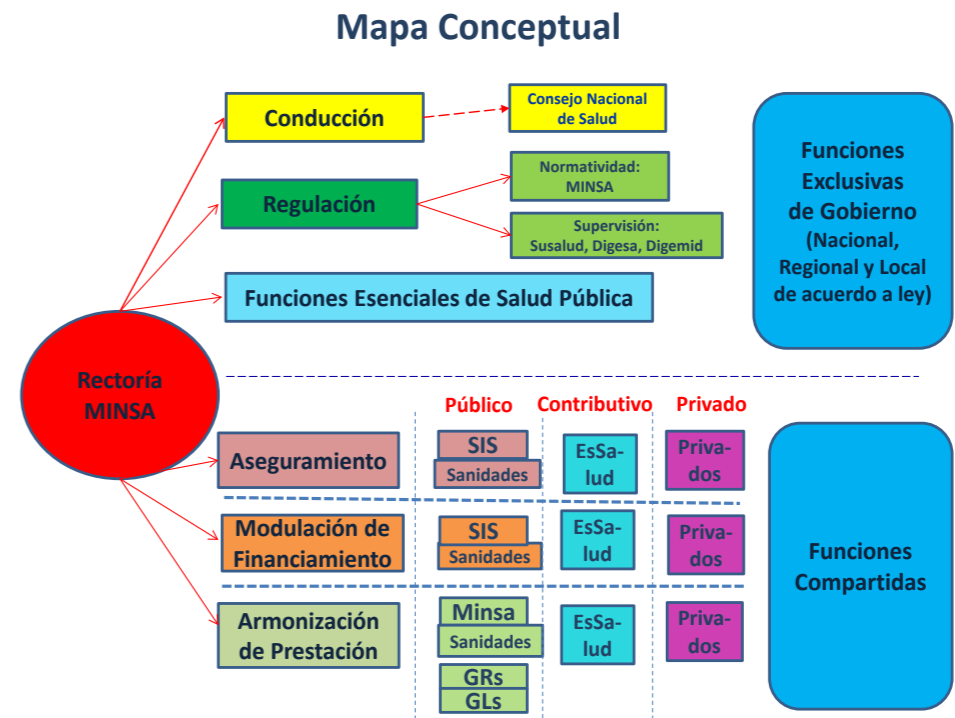 Mapa Conceptual
Conducción
Consejo Nacional
de Salud
Regulación
Normatividad:
MINSA
Supervisión:
Susalud, Digesa, Digemid
Funciones Esenciales de Salud Pública
Funciones
Exclusivas
de Gobierno
(Nacional,
Regional y Local
de acuerdo a ley)
Rectoría
MINSA
Público
Contributivo
Privado
Aseguramiento
SIS
Sanidades
EsSa-
lud
Priva-
dos
Modulación de
Financiamiento
SIS
Sanidades
EsSa-
lud
Priva-
dos
Armonización
de Prestación
Minsa
Sanidades
GRs
GLs
EsSa-
lud
Priva-
dos
Funciones
Compartidas